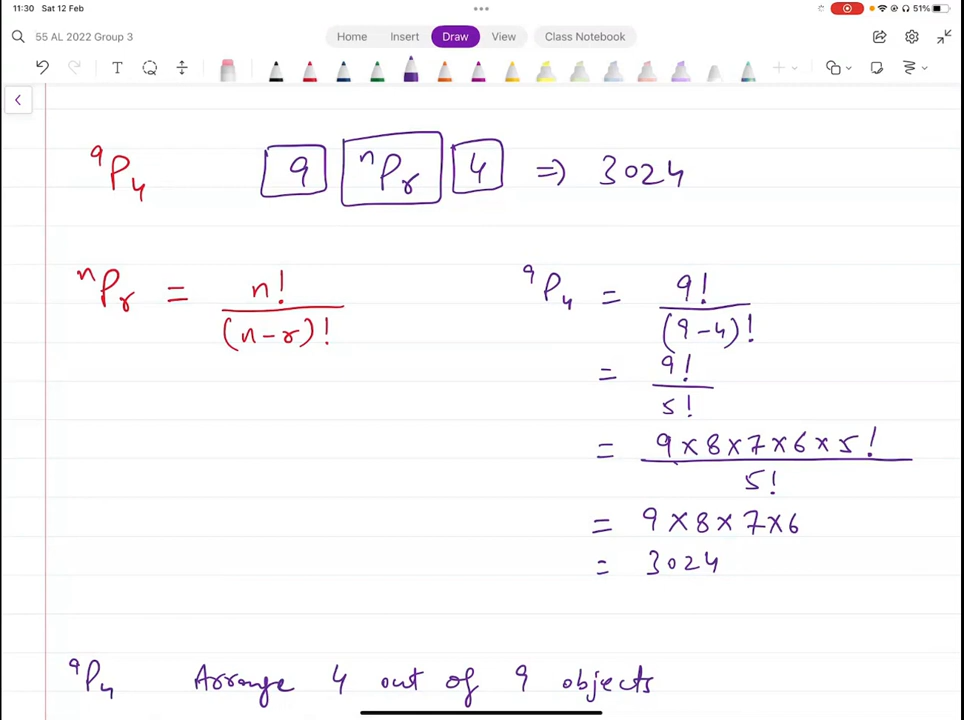 11:30 Sat 12 Feb
51%
55 AL 2022 Group 3
Home Insert Draw View Class Notebook
T
⁹P₄ 9 ⁿPᵣ 4 ⇒ 3024
ⁿPᵣ = n! / (n-r)!
⁹P₄ = 9! / (9-4)!
= 9! / 5!
= 9×8×7×6×5! / 5!
= 9×8×7×6
= 3024
⁹P₄ Arrange 4 out of 9 objects